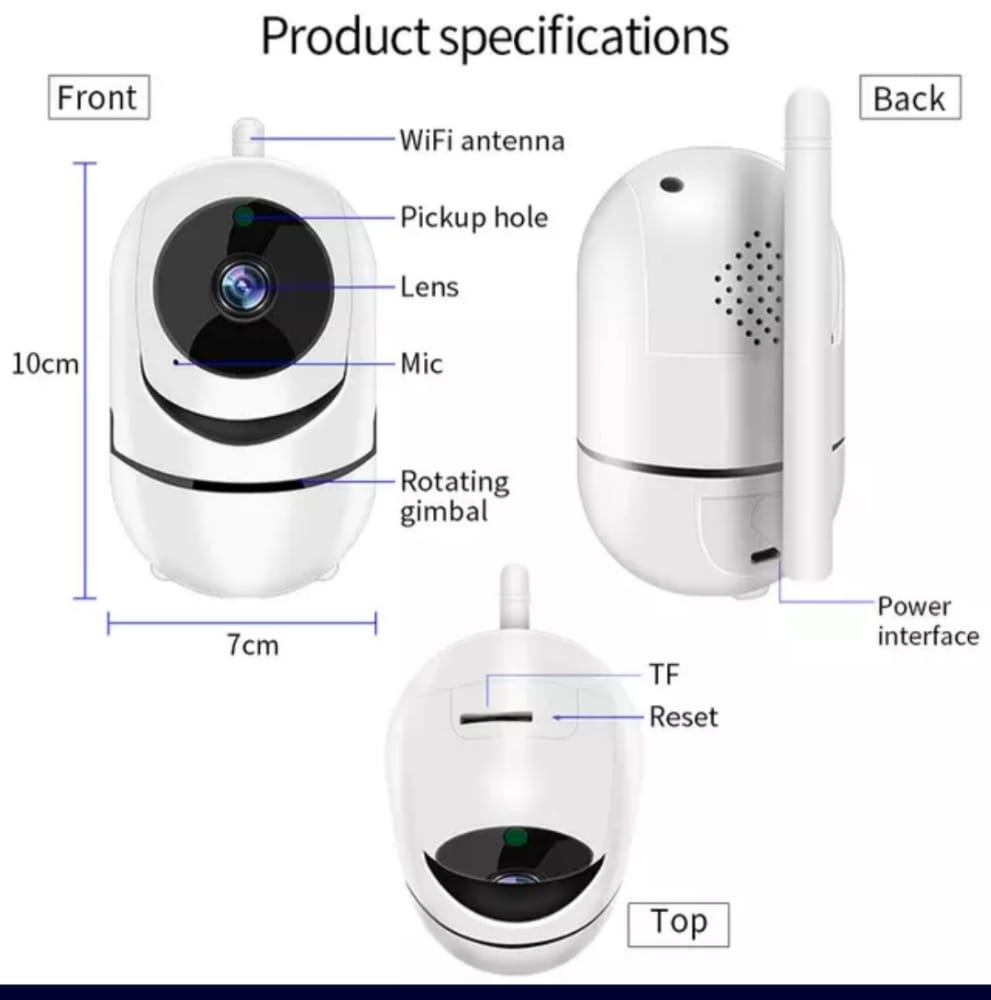 Product specifications
Front
Back
WiFi antenna
Pickup hole
Lens
10cm
Mic
Rotating
gimbal
7cm
Power
interface
TF
Reset
Top